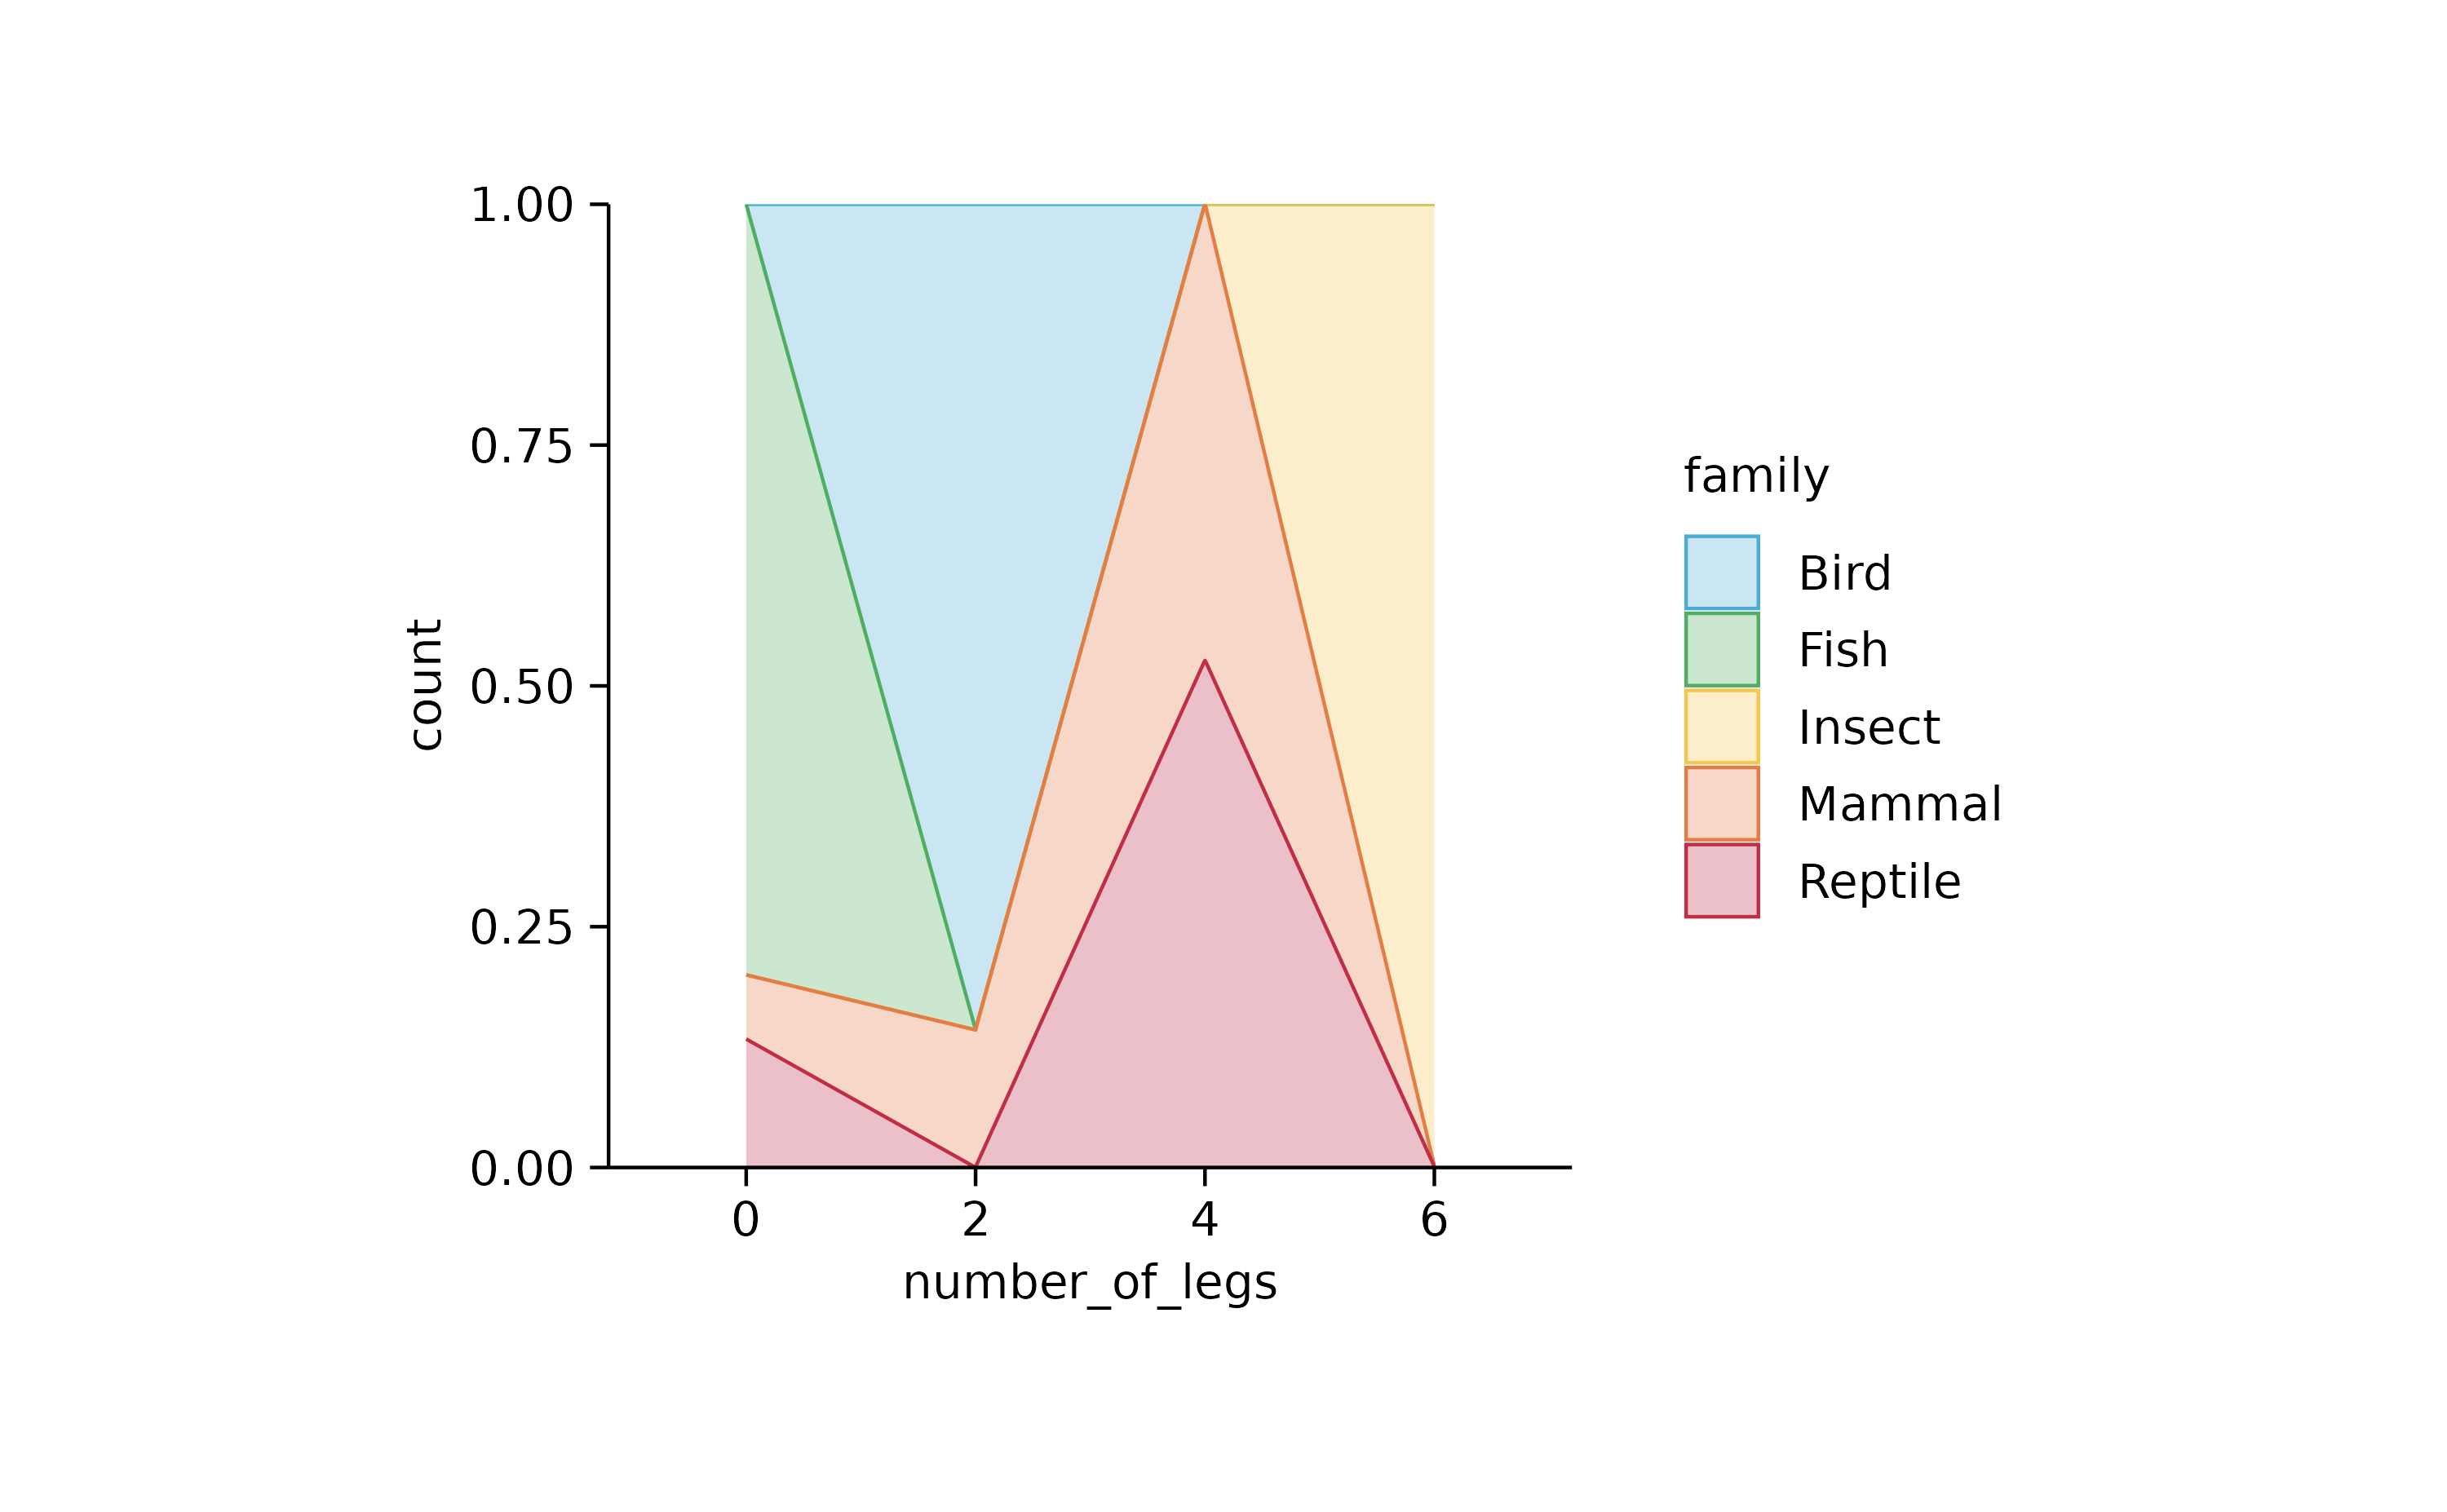 1.00
0.75
0.50
0.25
0.00
count
0 2 4 6
number_of_legs
family
Bird
Fish
Insect
Mammal
Reptile